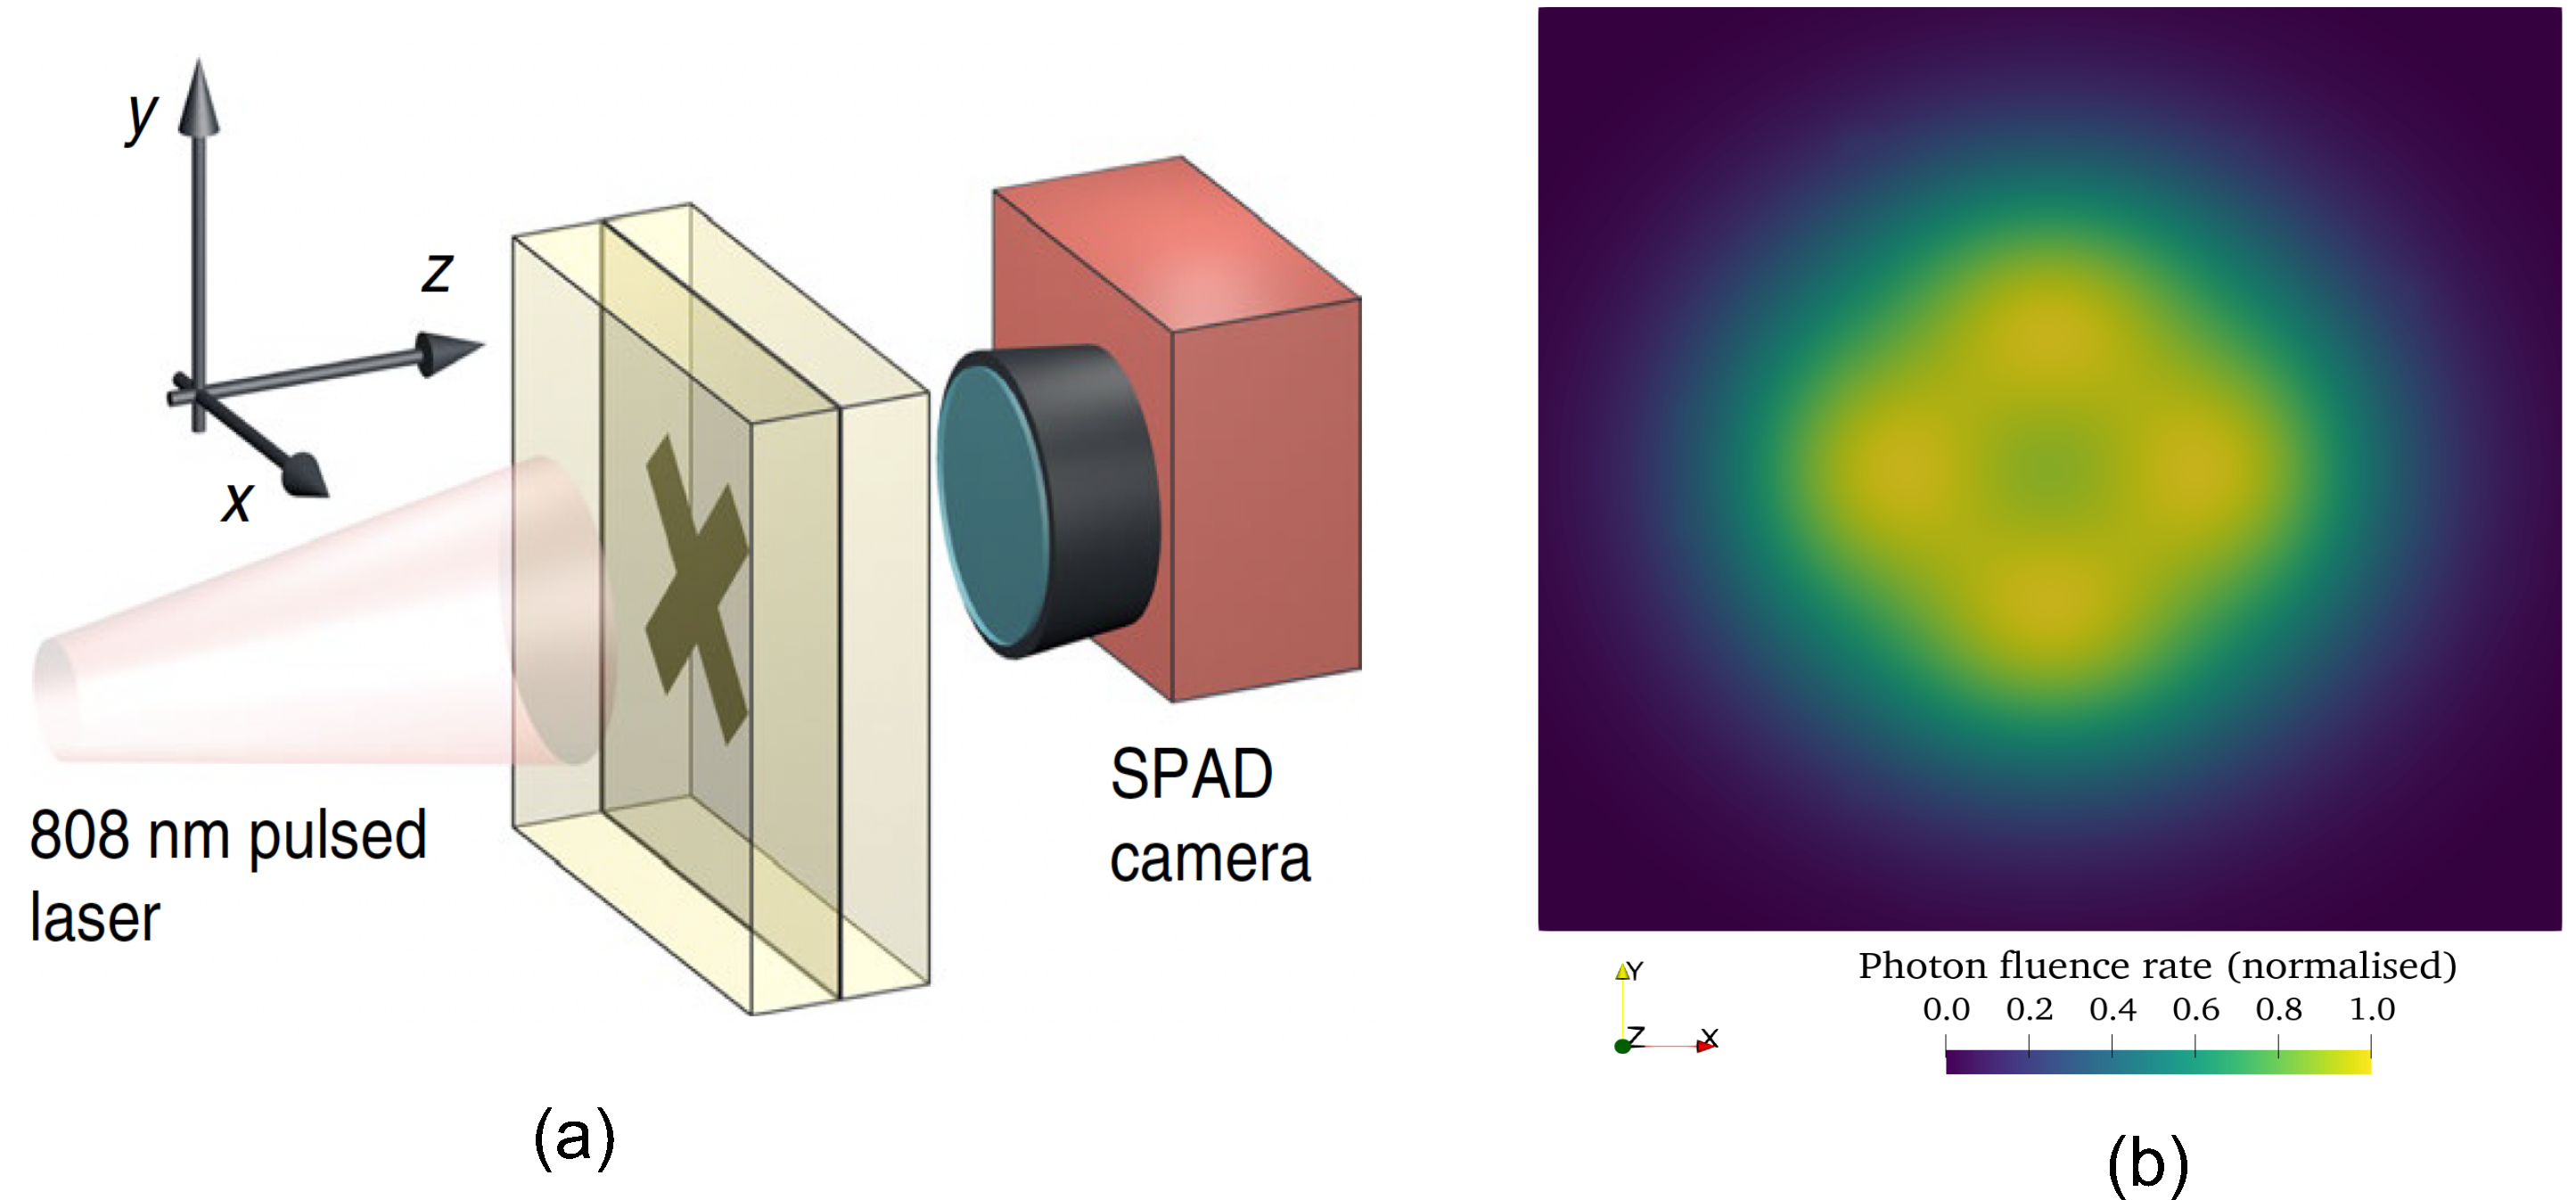 y
z
x
808 nm pulsed
laser
SPAD
camera
(a)
Y
Z
X
Photon fluence rate (normalised)
0.0 0.2 0.4 0.6 0.8 1.0
(b)